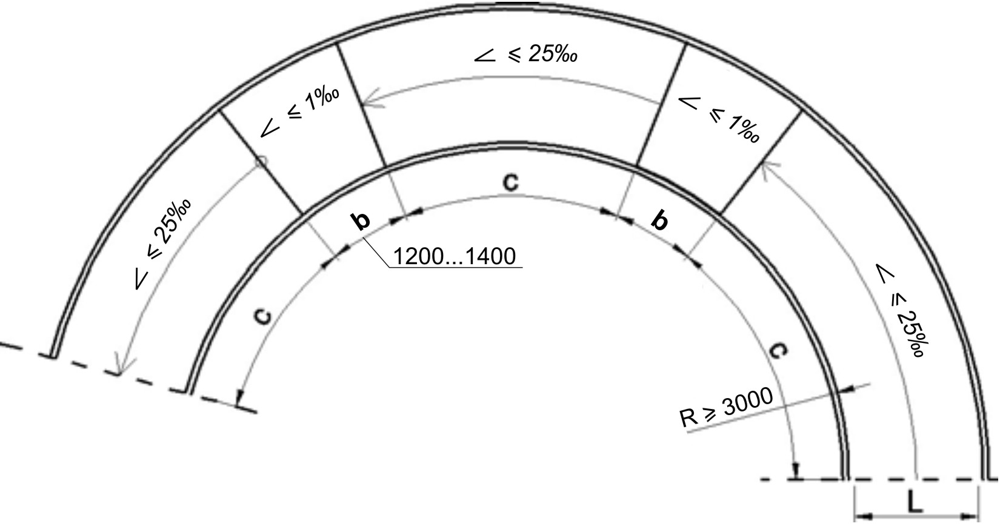 ∠ ⩽ 25‰
∠ ⩽ 1‰
∠ ⩽ 1‰
c
b
b
∠ ⩽ 25‰
1200...1400
c
∠ ⩽ 25‰
c
R ⩾ 3000
L